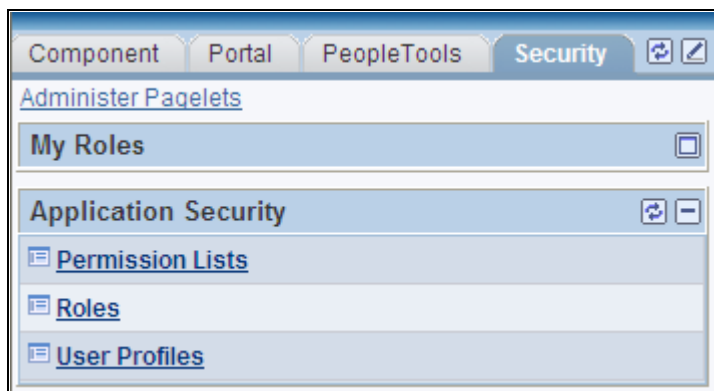 Component Portal PeopleTools Security
Administer Pagelets
My Roles
Application Security
Permission Lists
Roles
User Profiles